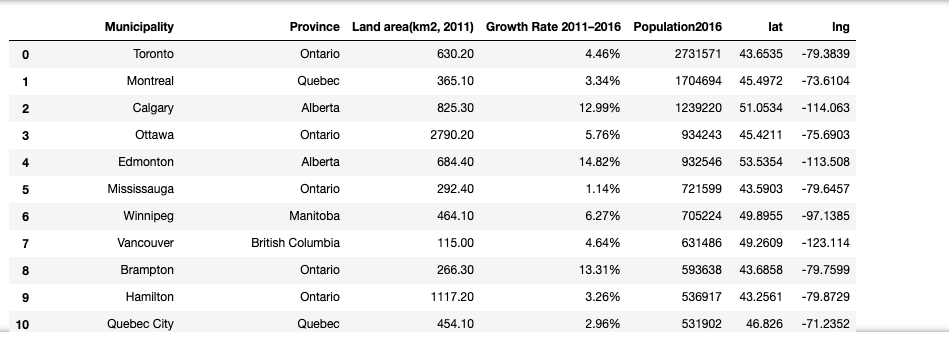 Municipality Province Land area(km2, 2011) Growth Rate 2011–2016 Population2016 lat lng
0 Toronto Ontario 630.20 4.46% 2731571 43.6535 -79.3839
1 Montreal Quebec 365.10 3.34% 1704694 45.4972 -73.6104
2 Calgary Alberta 825.30 12.99% 1239220 51.0534 -114.063
3 Ottawa Ontario 2790.20 5.76% 934243 45.4211 -75.6903
4 Edmonton Alberta 684.40 14.82% 932546 53.5354 -113.508
5 Mississauga Ontario 292.40 1.14% 721599 43.5903 -79.6457
6 Winnipeg Manitoba 464.10 6.27% 705224 49.8955 -97.1385
7 Vancouver British Columbia 115.00 4.64% 631486 49.2609 -123.114
8 Brampton Ontario 266.30 13.31% 593638 43.6858 -79.7599
9 Hamilton Ontario 1117.20 3.26% 536917 43.2561 -79.8729
10 Quebec City Quebec 454.10 2.96% 531902 46.826 -71.2352